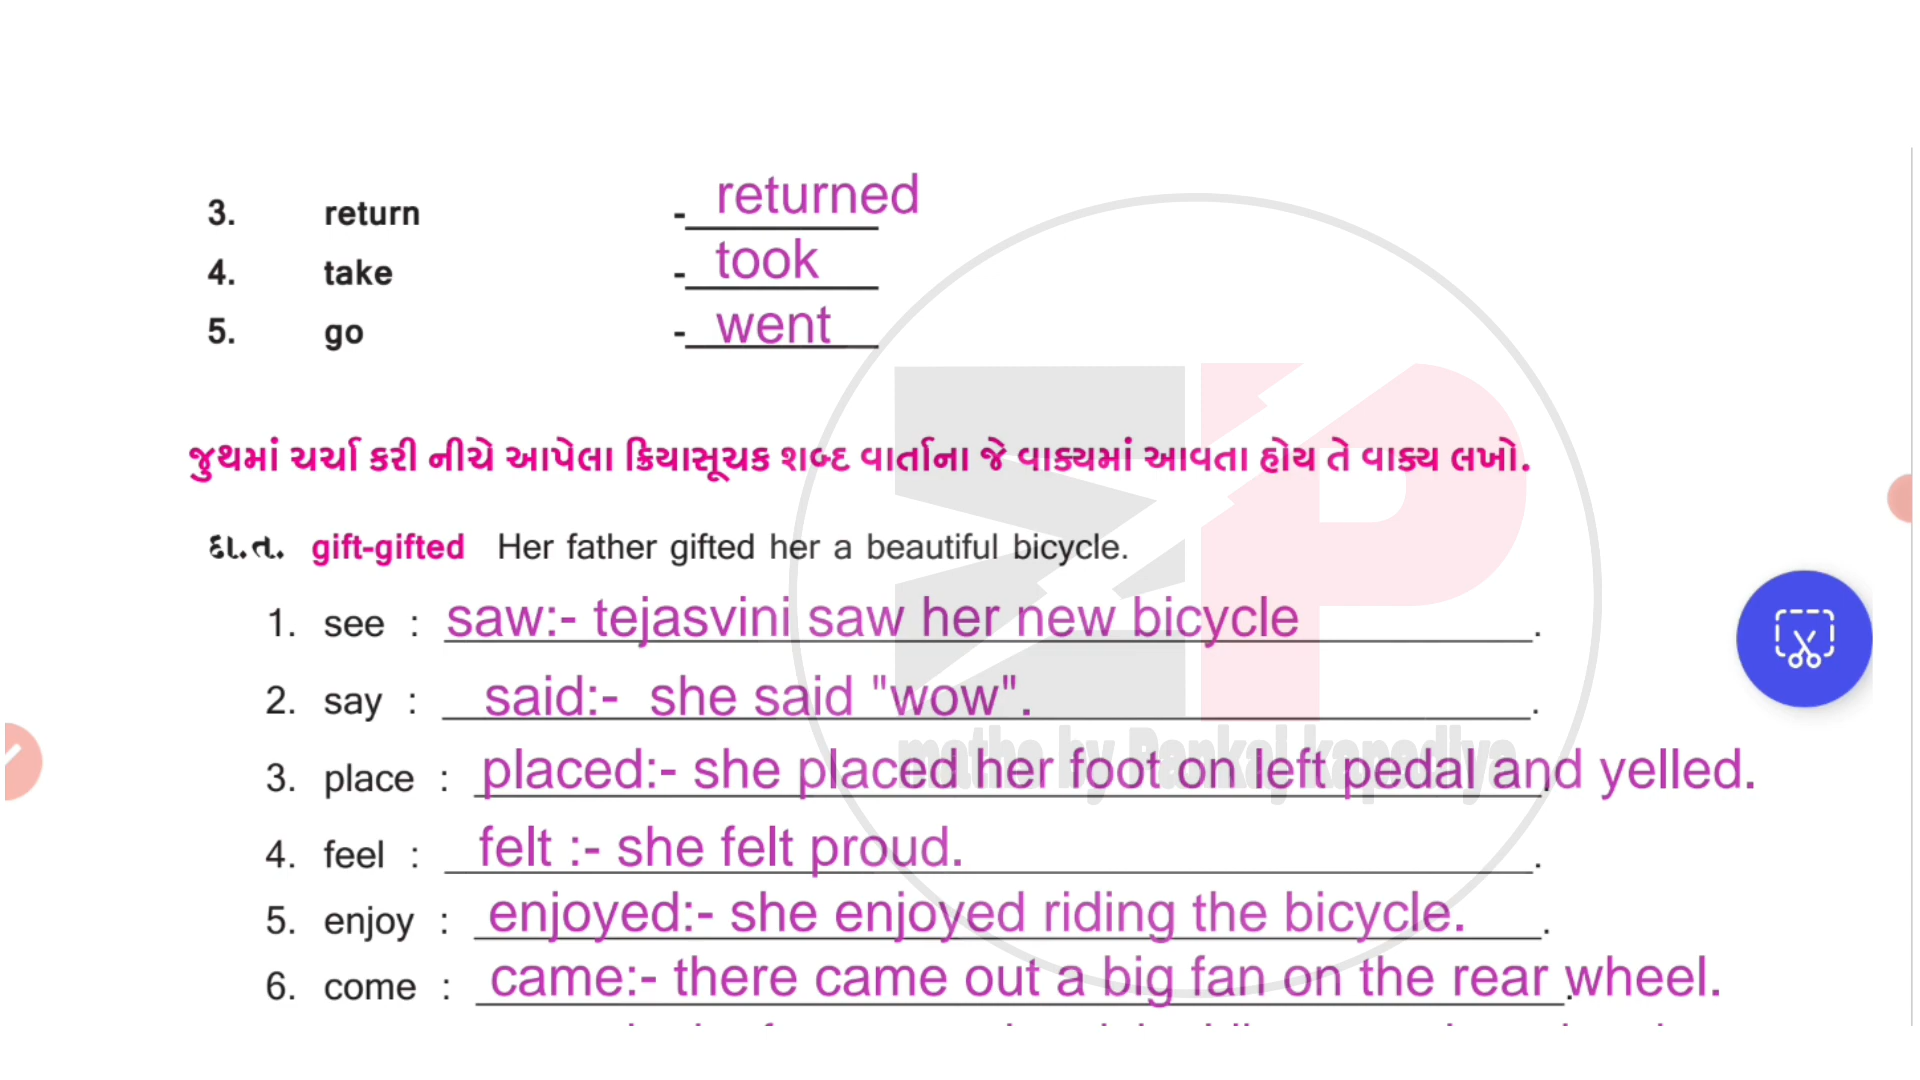 3. return - returned
4. take - took
5. go - went
જુથમાં ચર્ચા કરી નીચે આપેલા ક્રિયાસૂચક શબ્દ વાર્તાના જે વાક્યમાં આવતા હોય તે વાક્ય લખો.
દા.ત. gift-gifted Her father gifted her a beautiful bicycle.
1. see : saw:- tejasvini saw her new bicycle .
2. say : said:- she said "wow". .
maths by Pankaj kapadiya
3. place : placed:- she placed her foot on left pedal and yelled. .
4. feel : felt :- she felt proud. .
5. enjoy : enjoyed:- she enjoyed riding the bicycle. .
6. come : came:- there came out a big fan on the rear wheel. .